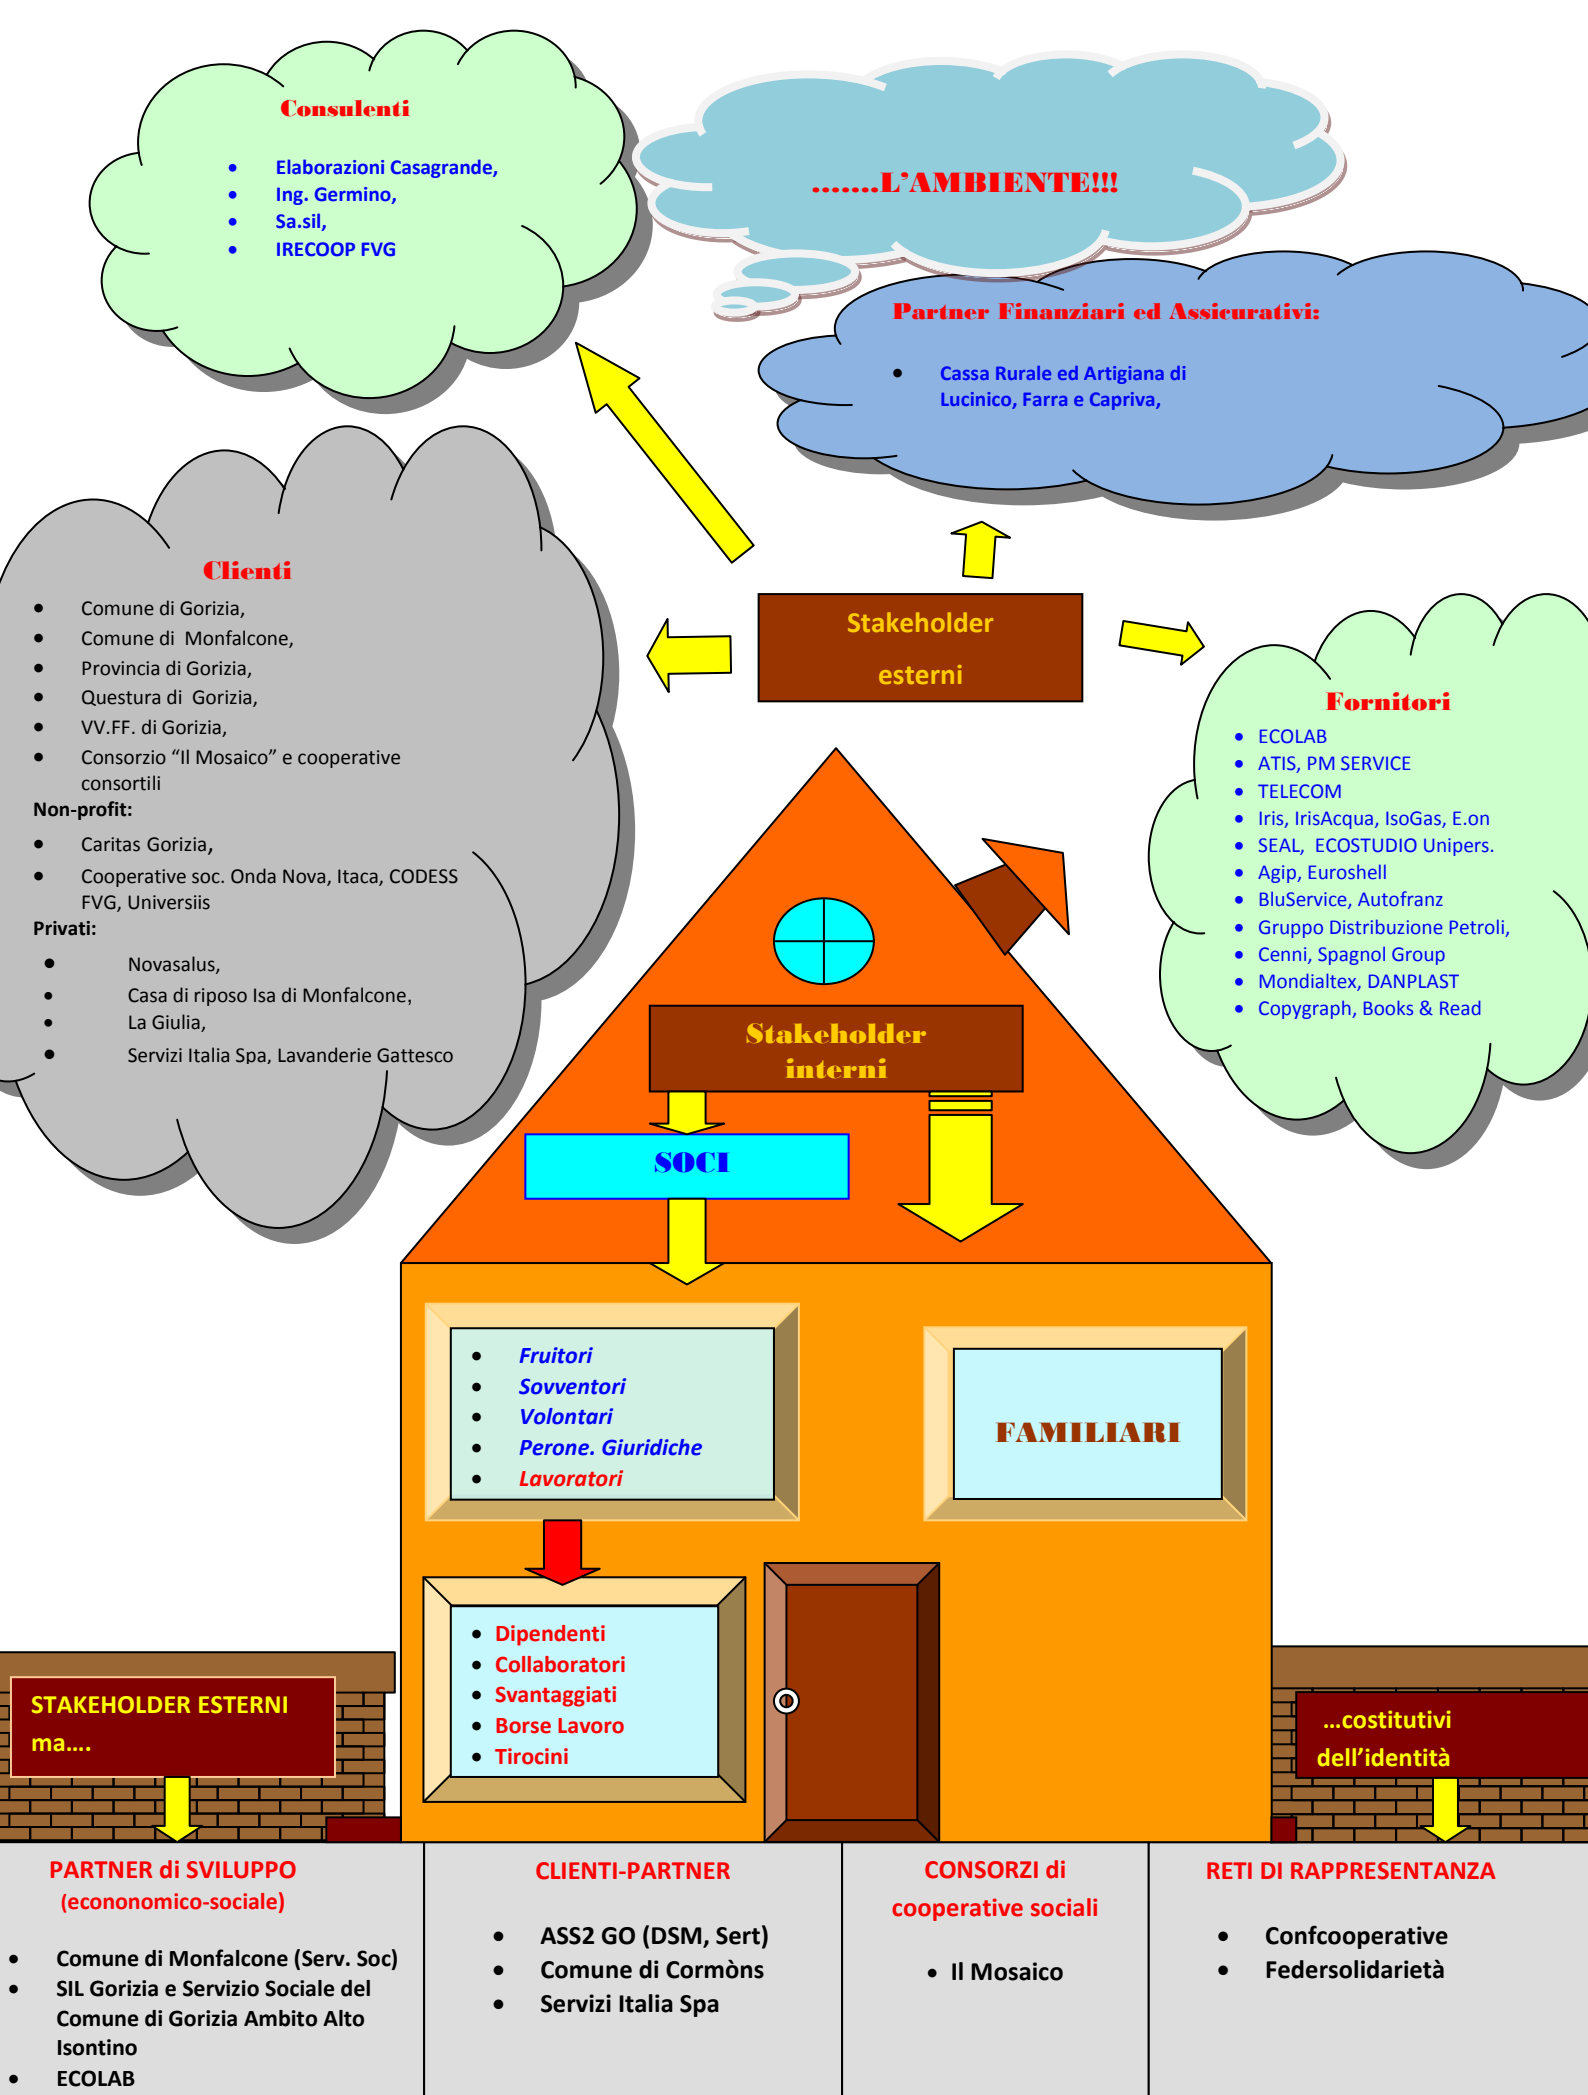 Consulenti
• Elaborazioni Casagrande,
• Ing. Germino,
• Sa.sil,
• IRECOOP FVG
.......L’AMBIENTE!!!
Partner Finanziari ed Assicurativi:
• Cassa Rurale ed Artigiana di
Lucinico, Farra e Capriva,
Clienti
• Comune di Gorizia,
• Comune di Monfalcone,
• Provincia di Gorizia,
• Questura di Gorizia,
• VV.FF. di Gorizia,
• Consorzio “Il Mosaico” e cooperative
consortili
Non-profit:
• Caritas Gorizia,
• Cooperative soc. Onda Nova, Itaca, CODESS
FVG, Universiis
Privati:
• Novasalus,
• Casa di riposo Isa di Monfalcone,
• La Giulia,
• Servizi Italia Spa, Lavanderie Gattesco
Stakeholder
esterni
Fornitori
• ECOLAB
• ATIS, PM SERVICE
• TELECOM
• Iris, IrisAcqua, IsoGas, E.on
• SEAL, ECOSTUDIO Unipers.
• Agip, Euroshell
• BluService, Autofranz
• Gruppo Distribuzione Petroli,
• Cenni, Spagnol Group
• Mondialtex, DANPLAST
• Copygraph, Books & Read
Stakeholder
interni
SOCI
• Fruitori
• Sovventori
• Volontari
• Perone. Giuridiche
• Lavoratori
FAMILIARI
• Dipendenti
• Collaboratori
• Svantaggiati
• Borse Lavoro
• Tirocini
STAKEHOLDER ESTERNI
ma….
…costitutivi
dell’identità
PARTNER di SVILUPPO
(econonomico-sociale)
• Comune di Monfalcone (Serv. Soc)
• SIL Gorizia e Servizio Sociale del
Comune di Gorizia Ambito Alto
Isontino
• ECOLAB
CLIENTI-PARTNER
• ASS2 GO (DSM, Sert)
• Comune di Cormòns
• Servizi Italia Spa
CONSORZI di
cooperative sociali
• Il Mosaico
RETI DI RAPPRESENTANZA
• Confcooperative
• Federsolidarietà